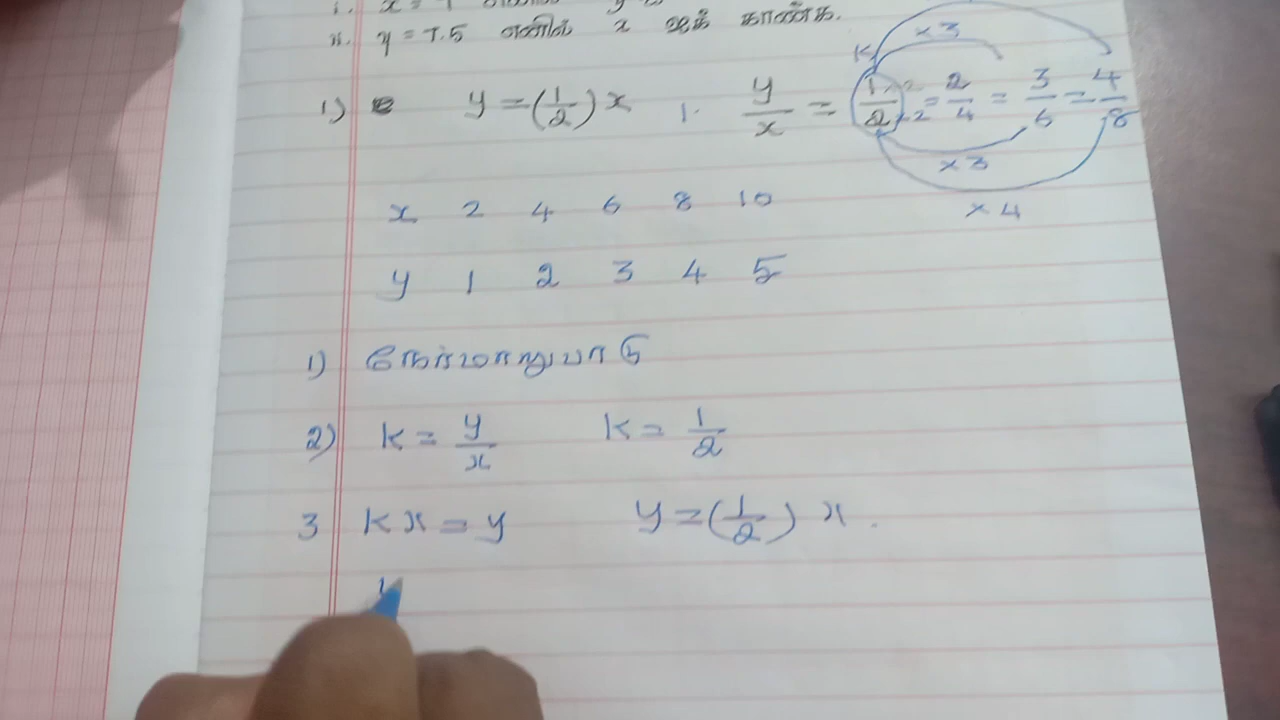 ii. y = 7.5 எனில் x ஐக் காண்க.
1) y = (1/2) x 1. y/x = 1/2 = 2/4 = 3/6 = 4/8
K ×3 ×2 ×2 ×3 ×4
x 2 4 6 8 10
y 1 2 3 4 5
1) நேர்மாறுபாடு
2) K = y/x K = 1/2
3 Kx = y y = (1/2) x.